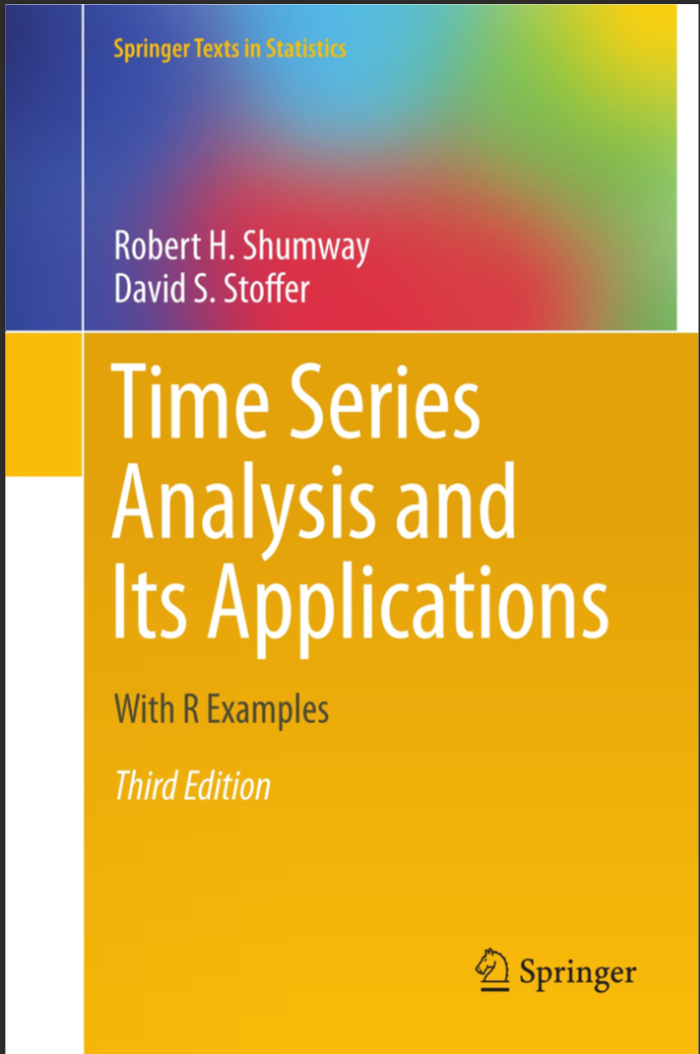 Springer Texts in Statistics
Robert H. Shumway
David S. Stoffer
Time Series
Analysis and
Its Applications
With R Examples
Third Edition
Springer